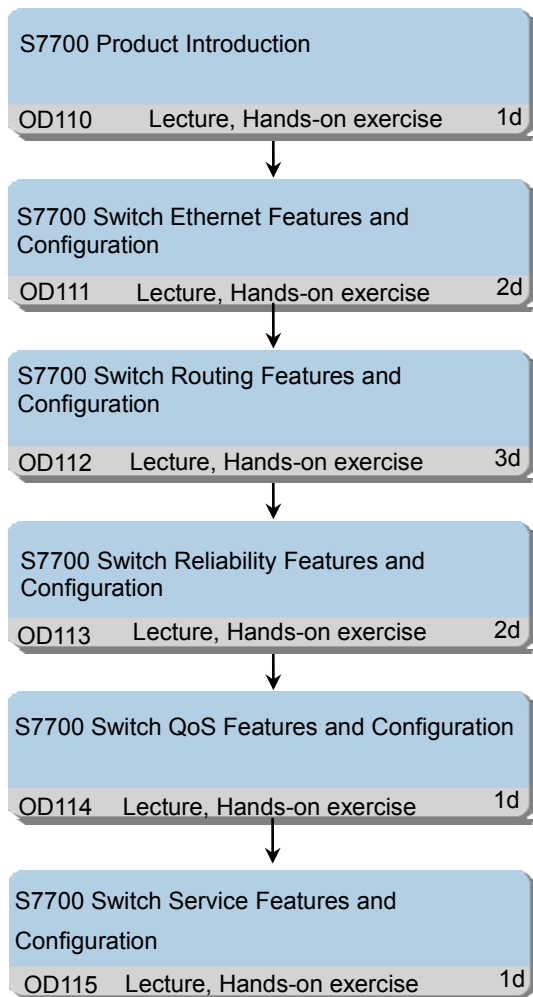 S7700 Product Introduction
OD110 Lecture, Hands-on exercise 1d
S7700 Switch Ethernet Features and
Configuration
OD111 Lecture, Hands-on exercise 2d
S7700 Switch Routing Features and
Configuration
OD112 Lecture, Hands-on exercise 3d
S7700 Switch Reliability Features and
Configuration
OD113 Lecture, Hands-on exercise 2d
S7700 Switch QoS Features and Configuration
OD114 Lecture, Hands-on exercise 1d
S7700 Switch Service Features and
Configuration
OD115 Lecture, Hands-on exercise 1d